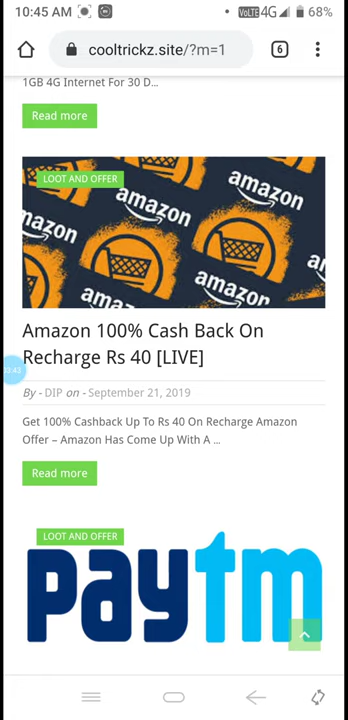 10:45 AM
VoLTE 4G 68%
cooltrickz.site/?m=1
6
1GB 4G Internet For 30 D...
Read more
LOOT AND OFFER
amazon
amazon
mazon
amazon
ama
a
Amazon 100% Cash Back On
Recharge Rs 40 [LIVE]
By - DIP on - September 21, 2019
Get 100% Cashback Up To Rs 40 On Recharge Amazon
Offer – Amazon Has Come Up With A ...
Read more
LOOT AND OFFER
paytm